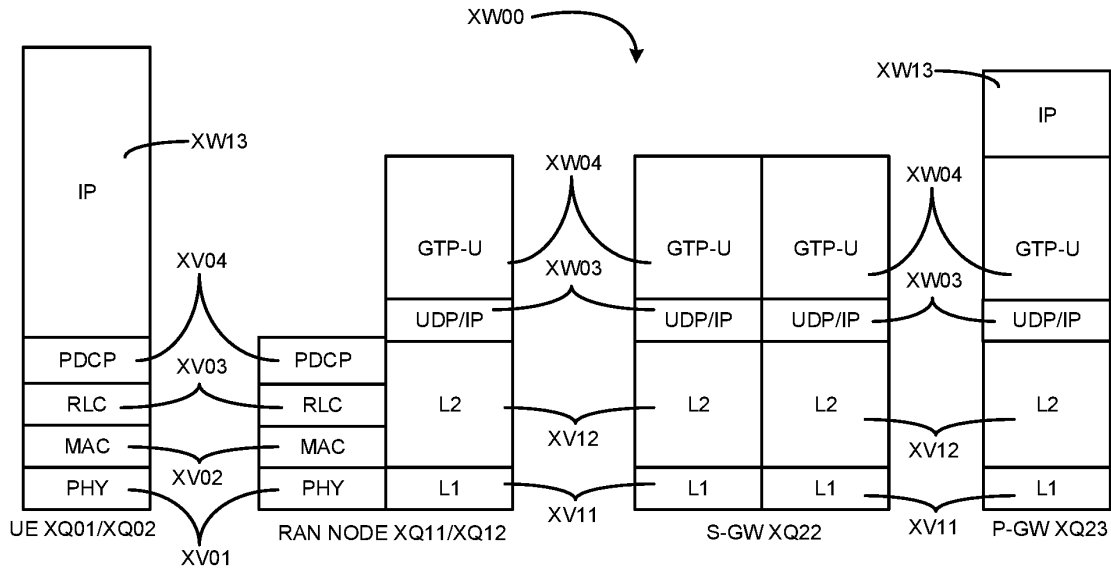 XW00
XW13
IP
XW13
IP
XW04
XW04
GTP-U
GTP-U
GTP-U
GTP-U
XV04
XW03
XW03
UDP/IP
UDP/IP
UDP/IP
UDP/IP
PDCP
XV03
PDCP
RLC
RLC
L2
L2
L2
L2
XV12
XV12
MAC
MAC
XV02
PHY
PHY
L1
L1
L1
L1
XV11
XV11
UE XQ01/XQ02
RAN NODE XQ11/XQ12
S-GW XQ22
P-GW XQ23
XV01